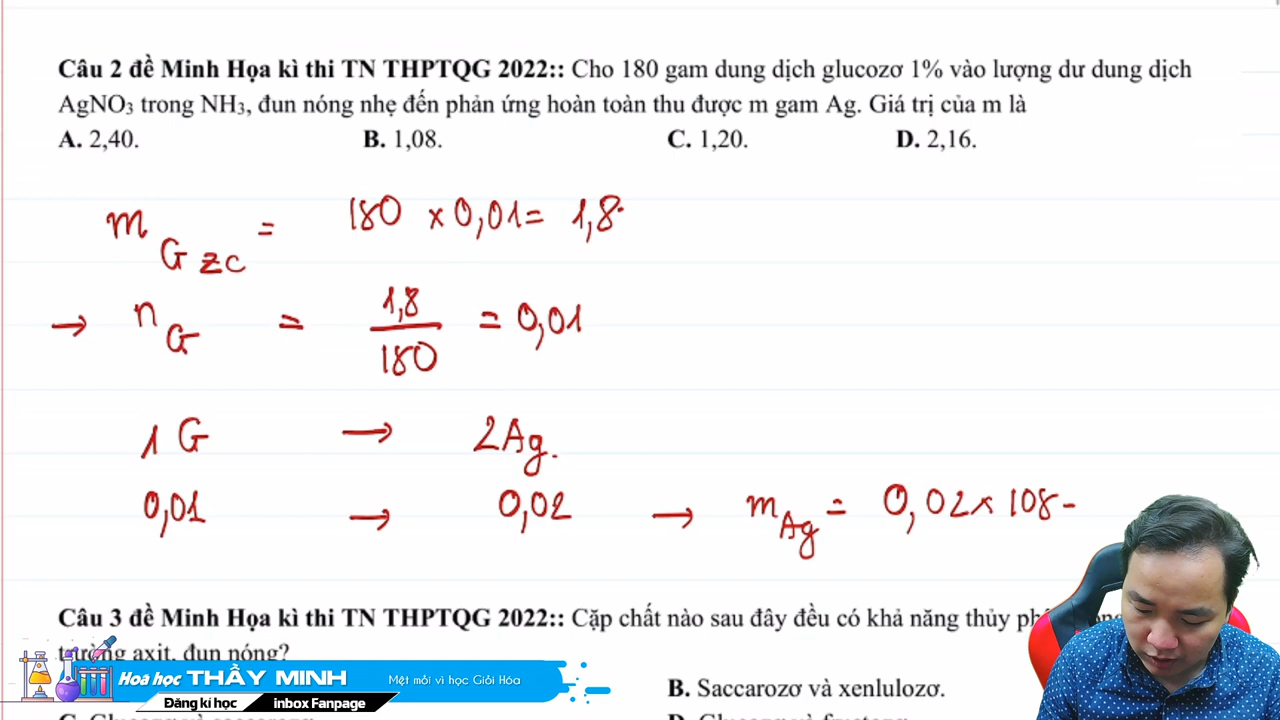 Câu 2 đề Minh Họa kì thi TN THPTQG 2022:: Cho 180 gam dung dịch glucozơ 1% vào lượng dư dung dịch
AgNO3 trong NH3, đun nóng nhẹ đến phản ứng hoàn toàn thu được m gam Ag. Giá trị của m là
A. 2,40. B. 1,08. C. 1,20. D. 2,16.
m G zc = 180 x 0,01 = 1,8.
→ n G = 1,8 / 180 = 0,01
1 G → 2Ag.
0,01 → 0,02 → m Ag = 0,02 x 108 -
Câu 3 đề Minh Họa kì thi TN THPTQG 2022:: Cặp chất nào sau đây đều có khả năng thủy
axit, đun nóng?
Hoá học THẦY MINH
Mệt mỏi vì học Giỏi Hóa
Đăng kí học inbox Fanpage
B. Saccarozơ và xenlulozơ.